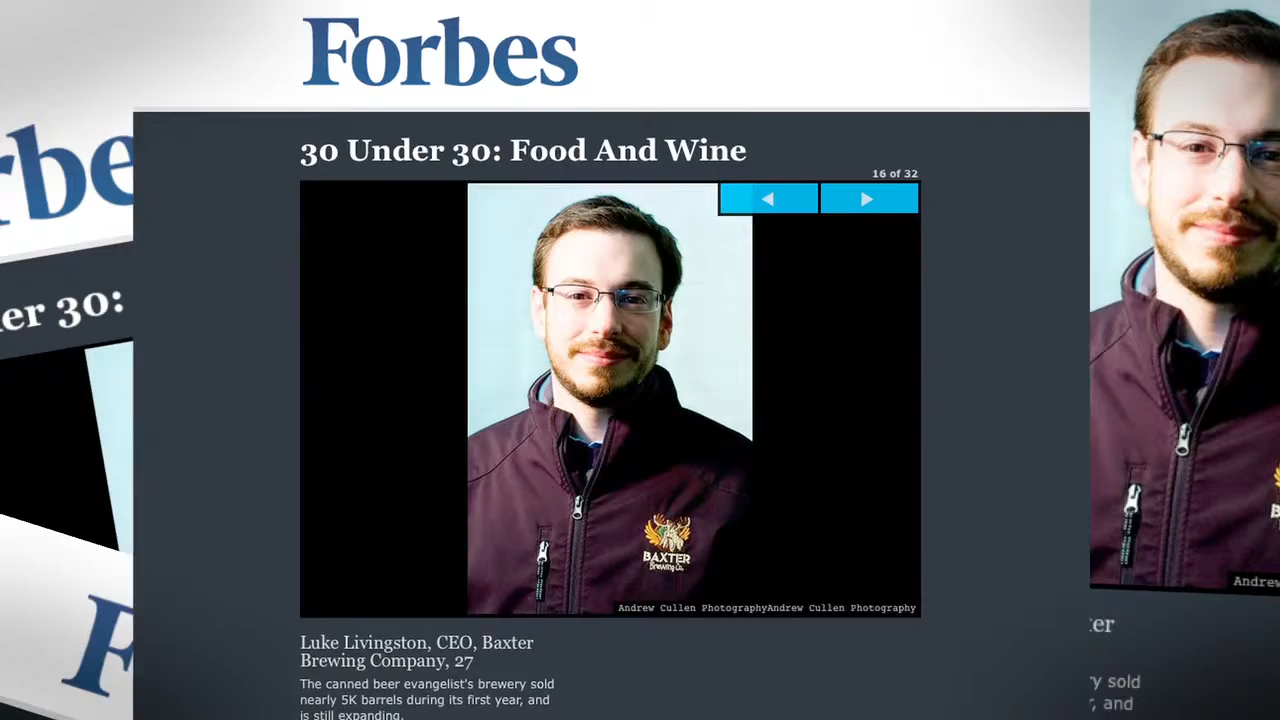 Forbes
rbe
30 Under 30: Food And Wine
16 of 32
er 30:
BAXTER
Brewing Co.
Andrew Cullen PhotographyAndrew Cullen Photography
Andrew
Luke Livingston, CEO, Baxter
Brewing Company, 27
ter
The canned beer evangelist's brewery sold
nearly 5K barrels during its first year, and
is still expanding.
ry sold
r, and
F